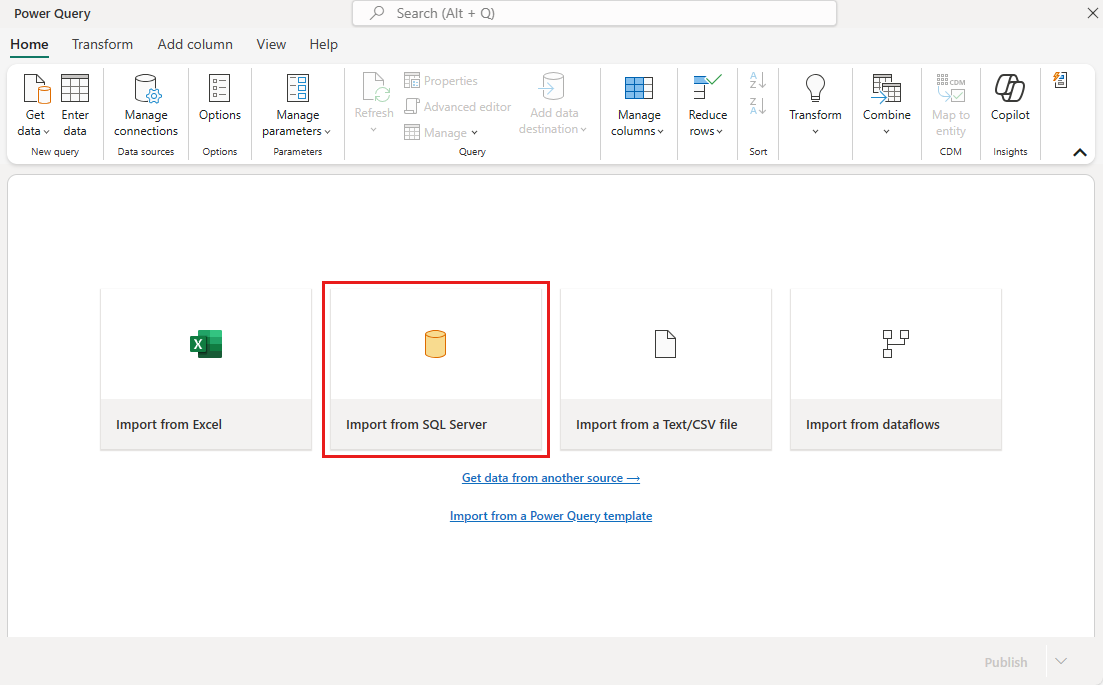 Power Query
Search (Alt + Q)
Home Transform Add column View Help
Get data
Enter data
New query
Manage connections
Data sources
Options
Options
Manage parameters
Parameters
Refresh
Properties
Advanced editor
Manage
Add data destination
Query
Manage columns
Reduce rows
A Z
Z A
Sort
Transform
Combine
CDM
Map to entity
CDM
Copilot
Insights
X
Import from Excel
Import from SQL Server
Import from a Text/CSV file
Import from dataflows
Get data from another source →
Import from a Power Query template
Publish